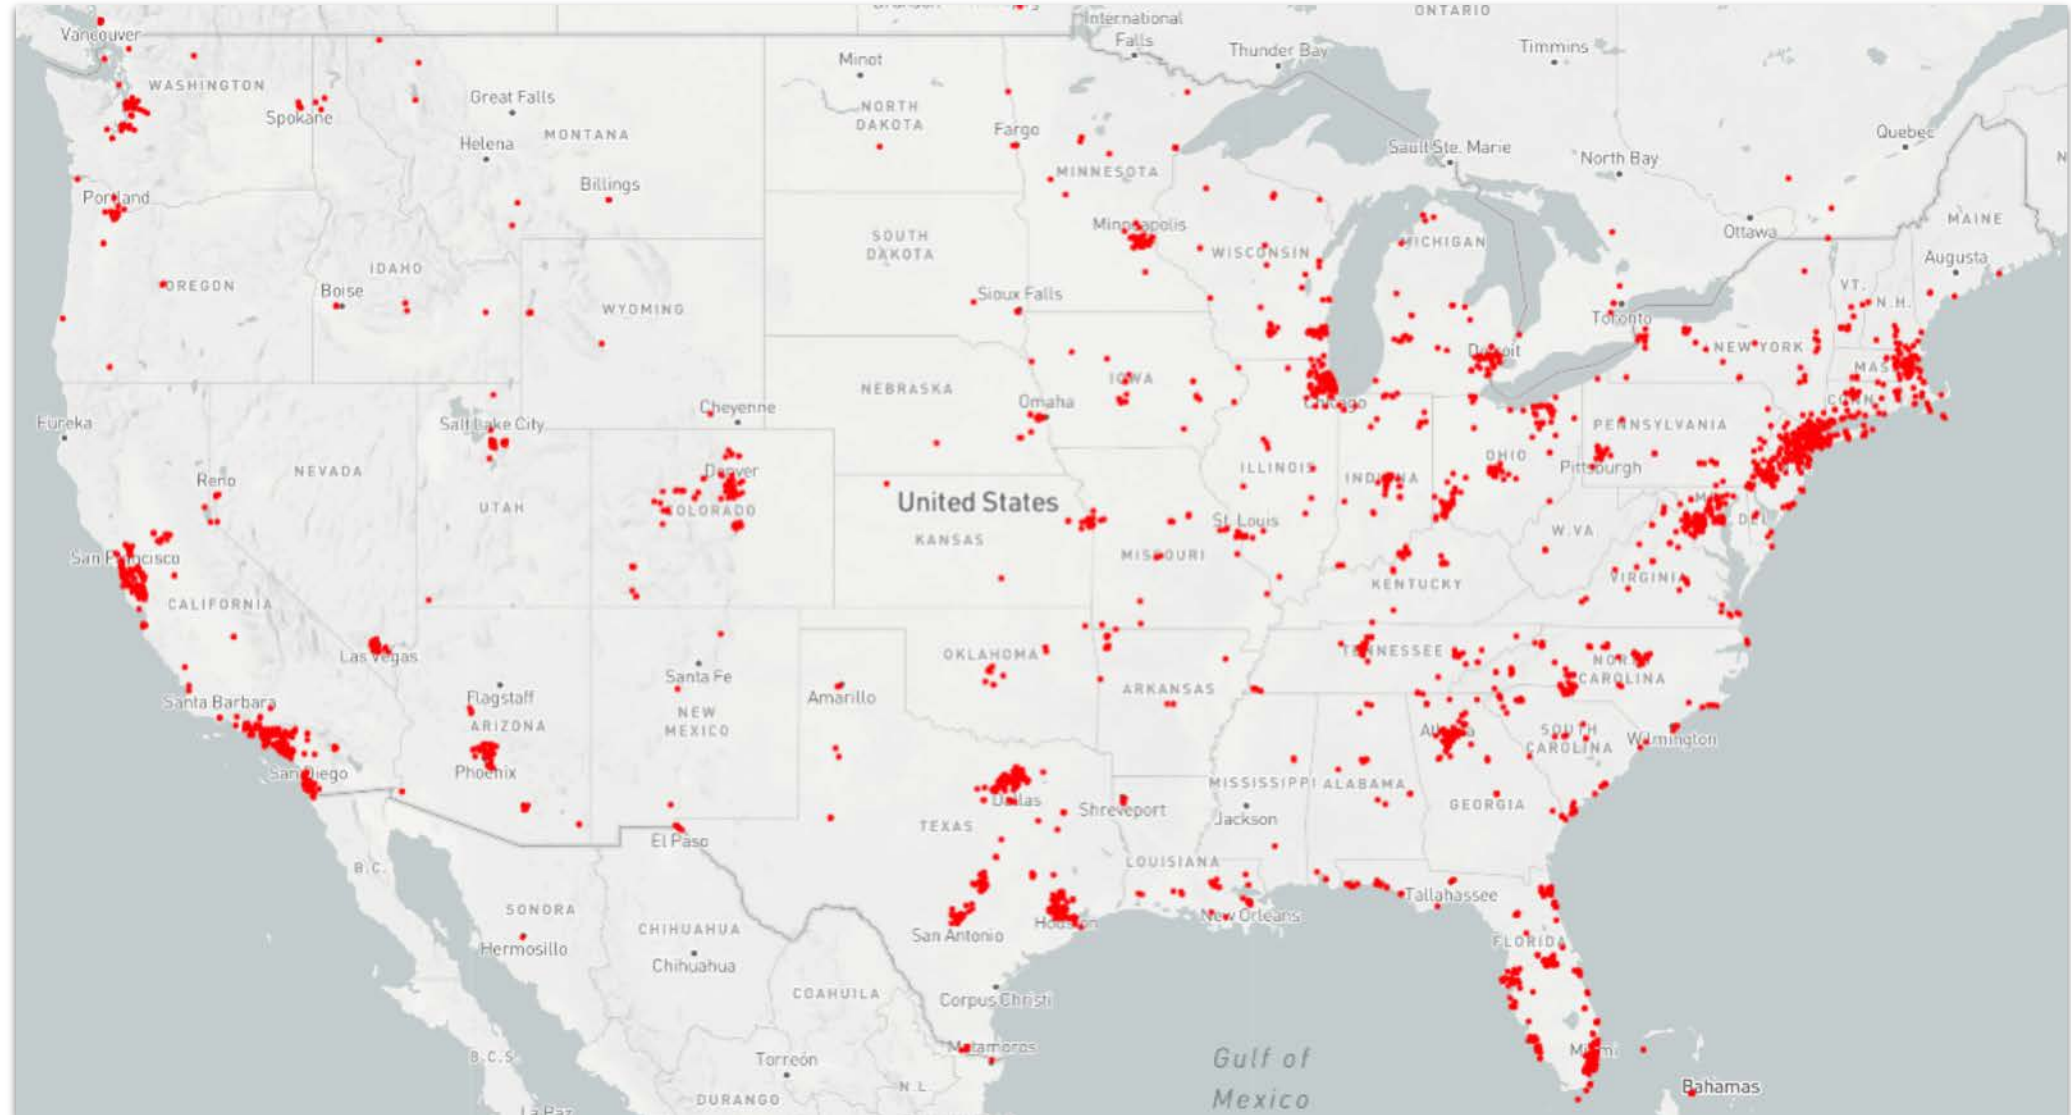 ONTARIO
International
Falls
Vancouver
Thunder Bay
Timmins
Minot
WASHINGTON
Great Falls
NORTH
DAKOTA
Spokane
MONTANA
Fargo
Quebec
Helena
Sault Ste. Marie
North Bay
MINNESOTA
Billings
Portland
Minneapolis
MAINE
Ottawa
SOUTH
DAKOTA
MICHIGAN
WISCONSIN
Augusta
IDAHO
OREGON
Boise
Sioux Falls
VT.
N.H.
WYOMING
Toronto
NEW YORK
Detroit
MAS
IOWA
NEBRASKA
Omaha
Chicago
CONN
Cheyenne
Eureka
Salt Lake City
PENNSYLVANIA
OHIO
Pittsburgh
NEVADA
Denver
ILLINOIS
INDIANA
Reno
UTAH
COLORADO
United States
MD
DEL
St. Louis
W.VA.
KANSAS
MISSOURI
San Francisco
KENTUCKY
VIRGINIA
CALIFORNIA
Las Vegas
OKLAHOMA
TENNESSEE
NORTH
CAROLINA
Santa Fe
ARKANSAS
Santa Barbara
Flagstaff
Amarillo
NEW
MEXICO
ARIZONA
Atlanta
SOUTH
CAROLINA
Wilmington
San Diego
Phoenix
MISSISSIPPI
ALABAMA
Dallas
Shreveport
GEORGIA
Jackson
TEXAS
El Paso
LOUISIANA
B.C.
Tallahassee
SONORA
New Orleans
Houston
CHIHUAHUA
San Antonio
FLORIDA
Hermosillo
Chihuahua
COAHUILA
Corpus Christi
Matamoros
Miami
B.C.S.
Torreón
Gulf of
Mexico
N.L.
Bahamas
DURANGO
La Paz